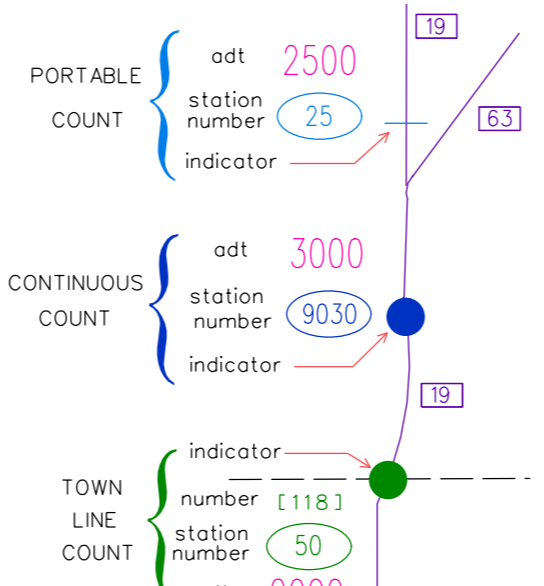 19
PORTABLE
COUNT
adt 2500
station
number 25
indicator
63
CONTINUOUS
COUNT
adt 3000
station
number 9030
indicator
19
TOWN
LINE
COUNT
indicator
number [118]
station
number 50